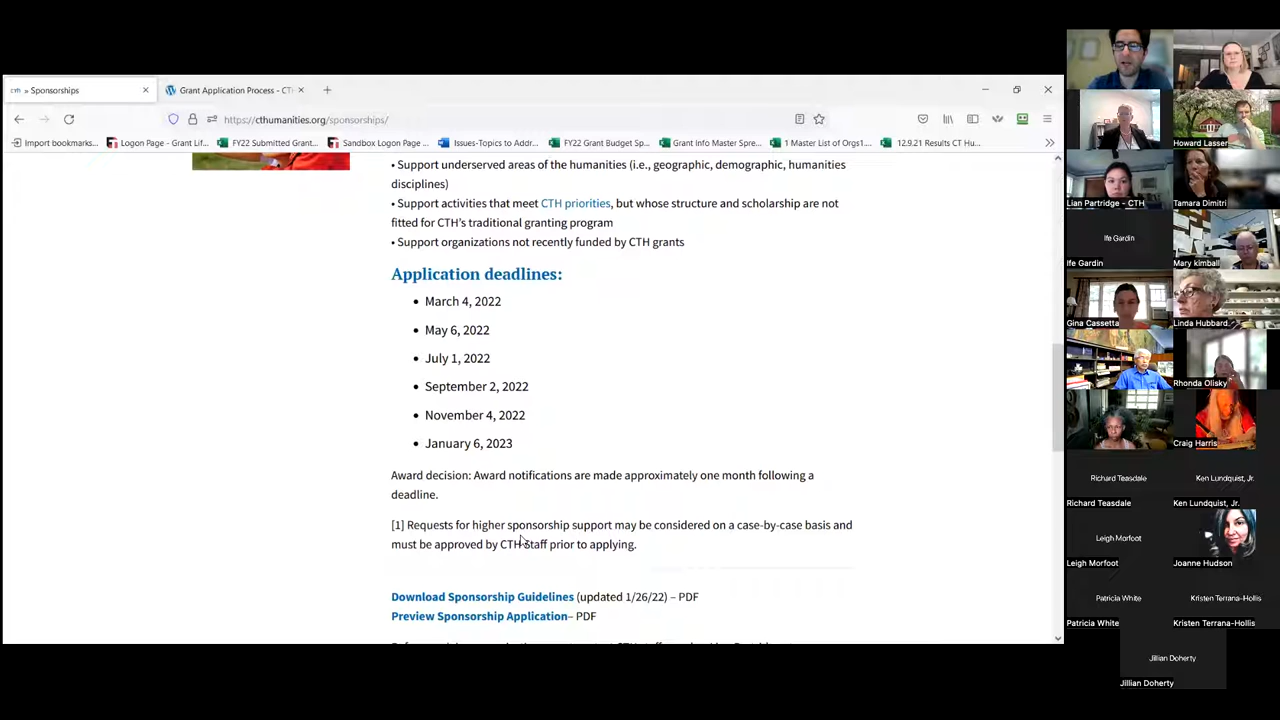 cth » Sponsorships
Grant Application Process - CTH
https://cthumanities.org/sponsorships/
Import bookmarks...
Logon Page - Grant Lif...
FY22 Submitted Grant...
Sandbox Logon Page ...
Issues-Topics to Addr...
FY22 Grant Budget Sp...
Grant Info Master Spre...
1 Master List of Orgs1...
12.9.21 Results CT Hu...
• Support underserved areas of the humanities (i.e., geographic, demographic, humanities
disciplines)
• Support activities that meet CTH priorities, but whose structure and scholarship are not
fitted for CTH's traditional granting program
• Support organizations not recently funded by CTH grants
Application deadlines:
• March 4, 2022
• May 6, 2022
• July 1, 2022
• September 2, 2022
• November 4, 2022
• January 6, 2023
Award decision: Award notifications are made approximately one month following a
deadline.
[1] Requests for higher sponsorship support may be considered on a case-by-case basis and
must be approved by CTH Staff prior to applying.
Download Sponsorship Guidelines (updated 1/26/22) – PDF
Preview Sponsorship Application– PDF
Howard Lasser
Lian Partridge - CTH
Tamara Dimitri
Ife Gardin
Ife Gardin
Mary kimball
Gina Cassetta
Linda Hubbard
Rhonda Olisky
Craig Harris
Richard Teasdale
Richard Teasdale
Ken Lundquist, Jr.
Ken Lundquist, Jr.
Leigh Morfoot
Leigh Morfoot
Joanne Hudson
Patricia White
Patricia White
Kristen Terrana-Hollis
Kristen Terrana-Hollis
Jillian Doherty
Jillian Doherty